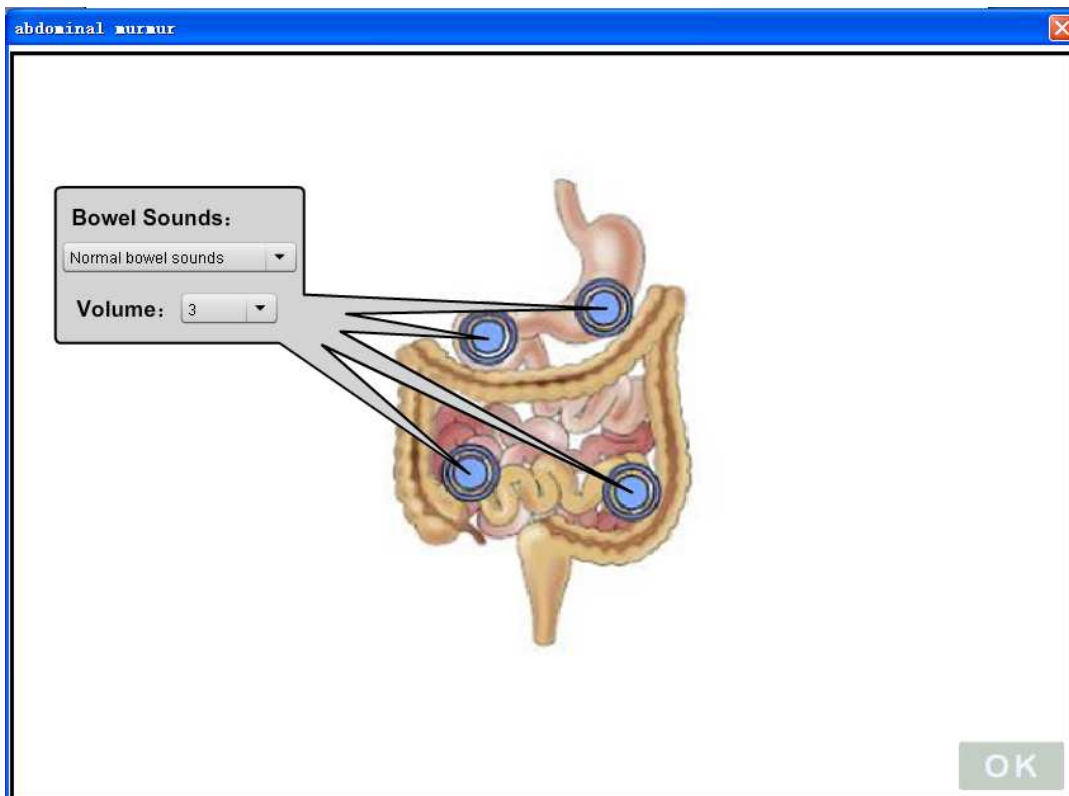 abdominal murmur
Bowel Sounds:
Normal bowel sounds
Volume: 3
OK